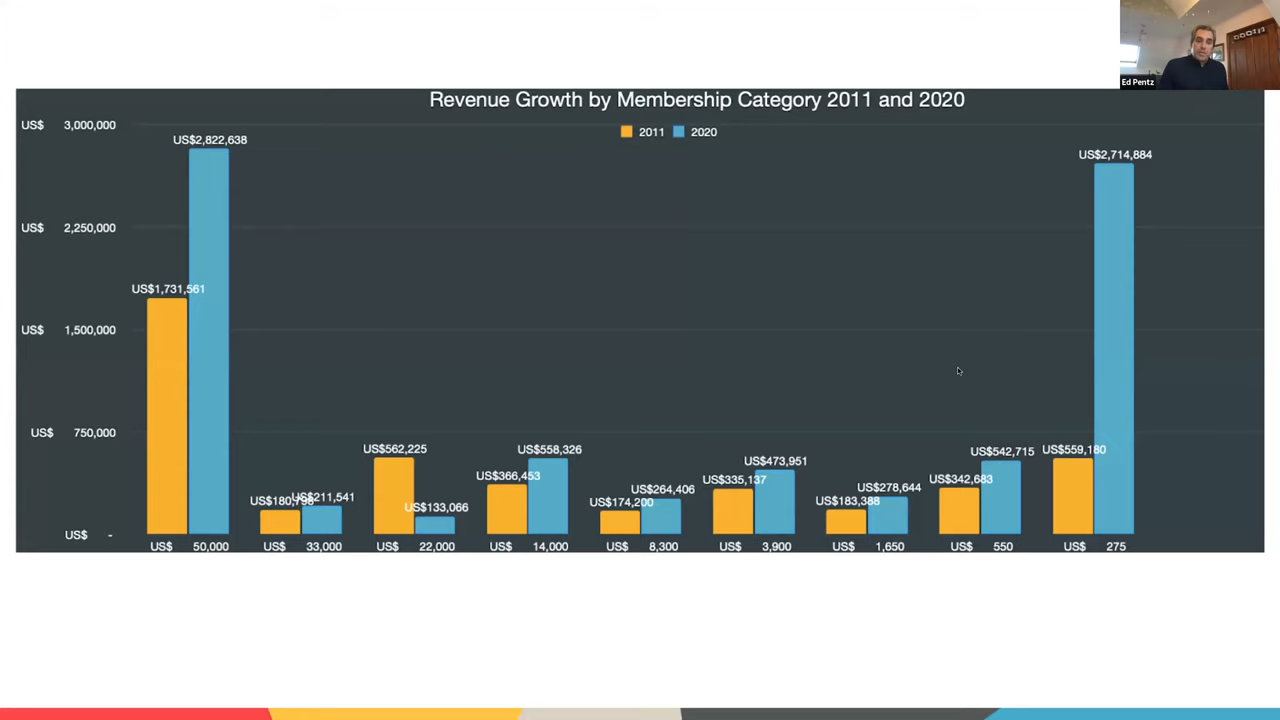 Ed Pentz
Revenue Growth by Membership Category 2011 and 2020
2011 2020
US$ 3,000,000
US$2,822,638
US$2,714,884
US$ 2,250,000
US$1,731,561
US$ 1,500,000
US$ 750,000
US$562,225
US$558,326
US$559,180
US$542,715
US$473,951
US$366,453
US$335,137
US$342,683
US$278,644
US$264,406
US$211,541
US$174,200
US$183,388
US$133,066
US$ -
US$ 50,000 US$ 33,000 US$ 22,000 US$ 14,000 US$ 8,300 US$ 3,900 US$ 1,650 US$ 550 US$ 275